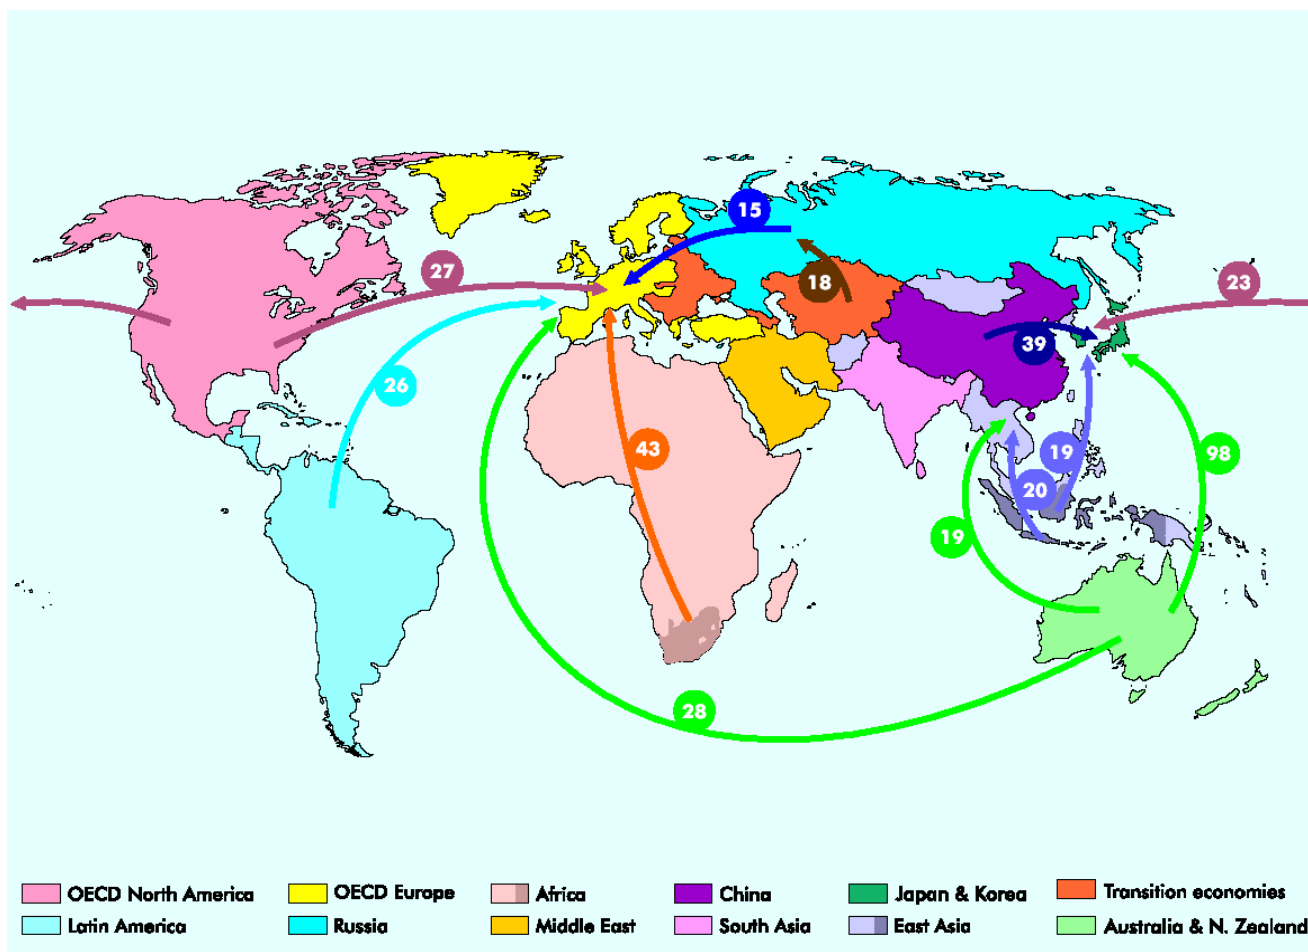 15
27
18
23
39
26
43
19
98
20
19
28
OECD North America
OECD Europe
Africa
China
Japan & Korea
Transition economies
Latin America
Russia
Middle East
South Asia
East Asia
Australia & N. Zealand